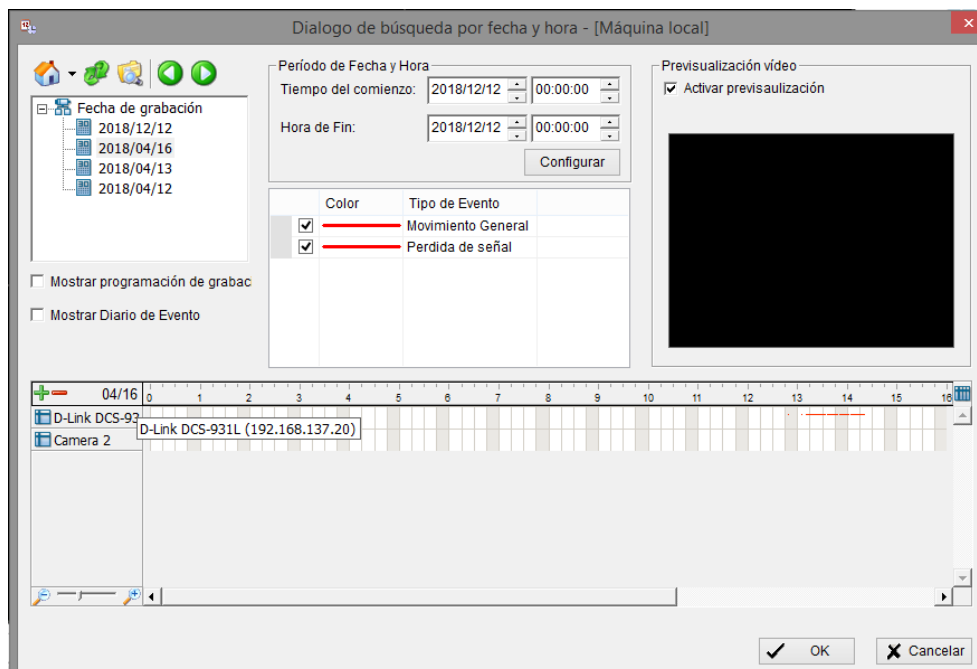 Dialogo de búsqueda por fecha y hora - [Máquina local]
Fecha de grabación
2018/12/12
2018/04/16
2018/04/13
2018/04/12
Mostrar programación de grabac
Mostrar Diario de Evento
Período de Fecha y Hora
Tiempo del comienzo: 2018/12/12 00:00:00
Hora de Fin: 2018/12/12 00:00:00
Configurar
Color Tipo de Evento
Movimiento General
Perdida de señal
Previsualización vídeo
Activar previsaulización
04/16 0 1 2 3 4 5 6 7 8 9 10 11 12 13 14 15 16
D-Link DCS-93
D-Link DCS-931L (192.168.137.20)
Camera 2
OK Cancelar